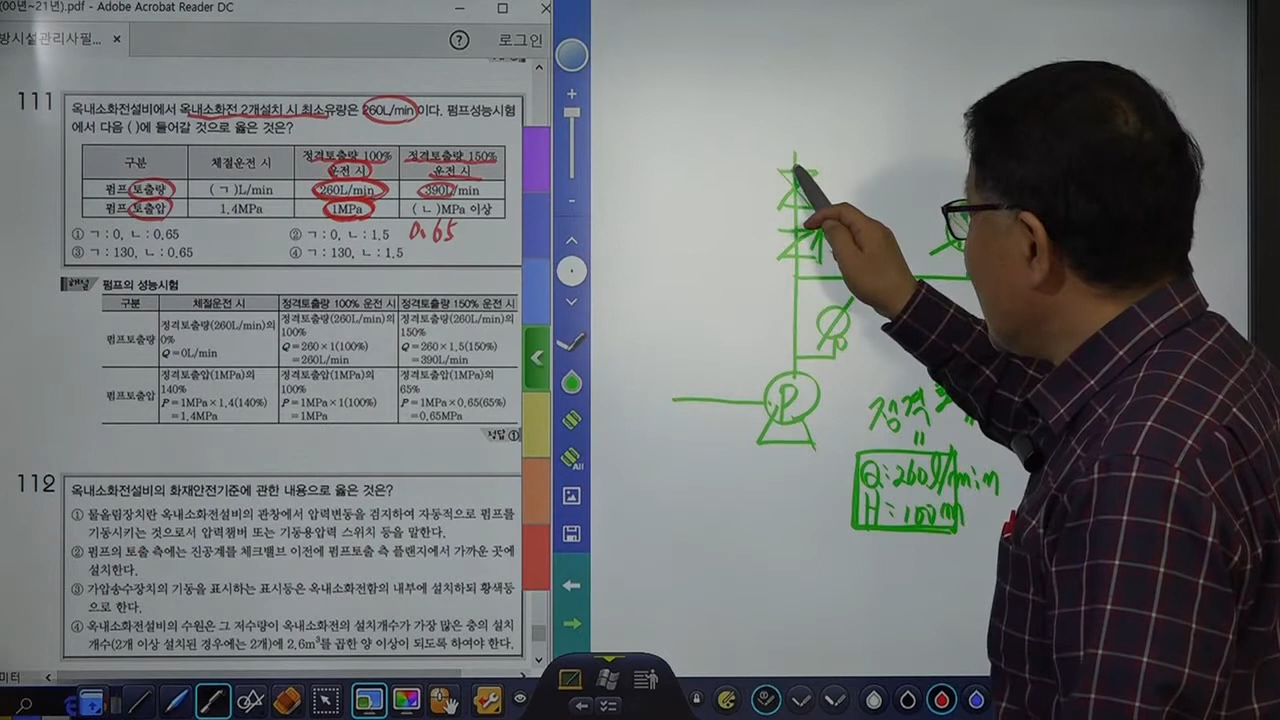 (00년~21년).pdf - Adobe Acrobat Reader DC
방시설관리사필... ×
? 로그인
111
옥내소화전설비에서 옥내소화전 2개설치 시 최소유량은 260L/min이다. 펌프성능시험
에서 다음 ( )에 들어갈 것으로 옳은 것은?
구분 체절운전 시 정격토출량 100% 운전 시 정격토출량 150% 운전 시
펌프 토출량 (ㄱ)L/min 260L/min 390L/min
펌프 토출압 1.4MPa 1MPa (ㄴ)MPa 이상
0.65
① ㄱ : 0, ㄴ : 0.65 ② ㄱ : 0, ㄴ : 1.5
③ ㄱ : 130, ㄴ : 0.65 ④ ㄱ : 130, ㄴ : 1.5
해설 펌프의 성능시험
구분 체절운전 시 정격토출량 100% 운전 시 정격토출량 150% 운전 시
펌프토출량 정격토출량(260L/min)의 0% Q=0L/min 정격토출량(260L/min)의 100% Q=260×1(100%) =260L/min 정격토출량(260L/min)의 150% Q=260×1.5(150%) =390L/min
펌프토출압 정격토출압(1MPa)의 140% P=1MPa×1.4(140%) =1.4MPa 정격토출압(1MPa)의 100% P=1MPa×1(100%) =1MPa 정격토출압(1MPa)의 65% P=1MPa×0.65(65%) =0.65MPa
정답 ①
112
옥내소화전설비의 화재안전기준에 관한 내용으로 옳은 것은?
① 물올림장치란 옥내소화전설비의 관창에서 압력변동을 검지하여 자동적으로 펌프를
기동시키는 것으로서 압력챔버 또는 기동용압력 스위치 등을 말한다.
② 펌프의 토출 측에는 진공계를 체크밸브 이전에 펌프토출 측 플랜지에서 가까운 곳에
설치한다.
③ 가압송수장치의 기동을 표시하는 표시등은 옥내소화전함의 내부에 설치하되 황색등
으로 한다.
④ 옥내소화전설비의 수원은 그 저수량이 옥내소화전의 설치개수가 가장 많은 층의 설치
개수(2개 이상 설치된 경우에는 2개)에 2.6m³를 곱한 양 이상이 되도록 하여야 한다.
미터
All
P
정격
"
Q : 260l/min
H : 100m